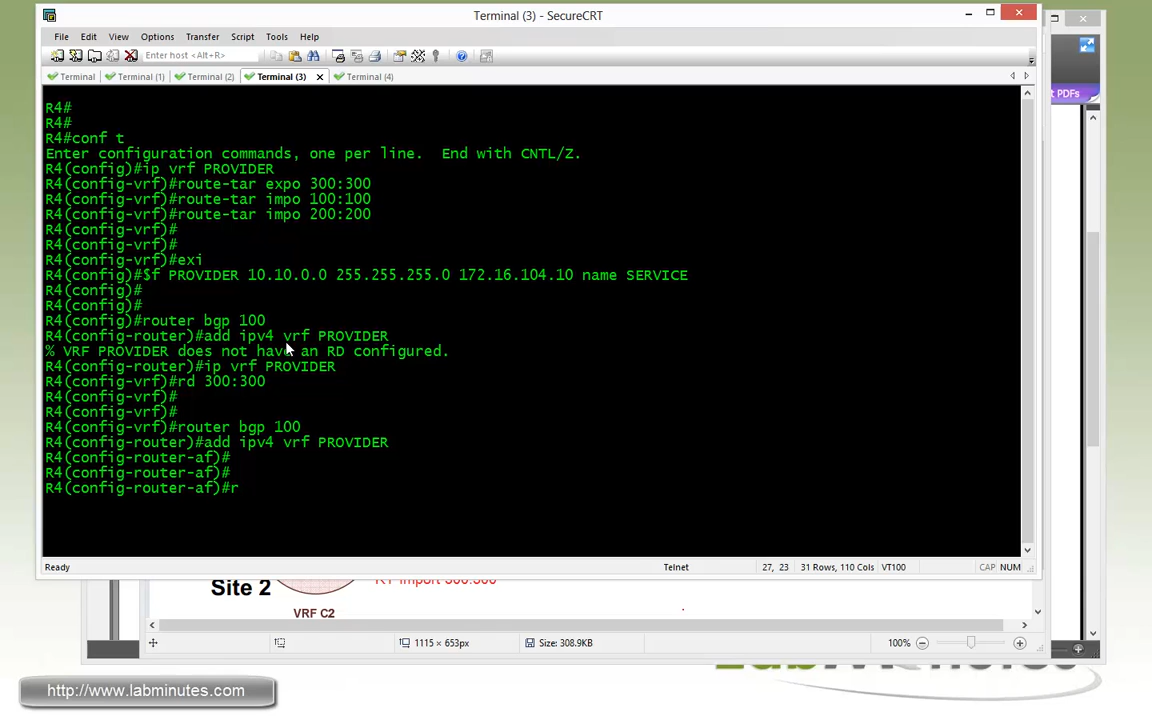 Terminal (3) - SecureCRT
File Edit View Options Transfer Script Tools Help
Enter host <Alt+R>
Terminal Terminal (1) Terminal (2) Terminal (3) Terminal (4)
PDFs
R4#
R4#
R4#conf t
Enter configuration commands, one per line.  End with CNTL/Z.
R4(config)#ip vrf PROVIDER
R4(config-vrf)#route-tar expo 300:300
R4(config-vrf)#route-tar impo 100:100
R4(config-vrf)#route-tar impo 200:200
R4(config-vrf)#
R4(config-vrf)#
R4(config-vrf)#exi
R4(config)#$f PROVIDER 10.10.0.0 255.255.255.0 172.16.104.10 name SERVICE
R4(config)#
R4(config)#
R4(config)#router bgp 100
R4(config-router)#add ipv4 vrf PROVIDER
% VRF PROVIDER does not have an RD configured.
R4(config-router)#ip vrf PROVIDER
R4(config-vrf)#rd 300:300
R4(config-vrf)#
R4(config-vrf)#
R4(config-vrf)#router bgp 100
R4(config-router)#add ipv4 vrf PROVIDER
R4(config-router-af)#
R4(config-router-af)#
R4(config-router-af)#r
Ready Telnet 27, 23 31 Rows, 110 Cols VT100 CAP NUM
Site 2 RT Import 300:300
VRF C2
1115 × 653px Size: 308.9KB 100%
http://www.labminutes.com